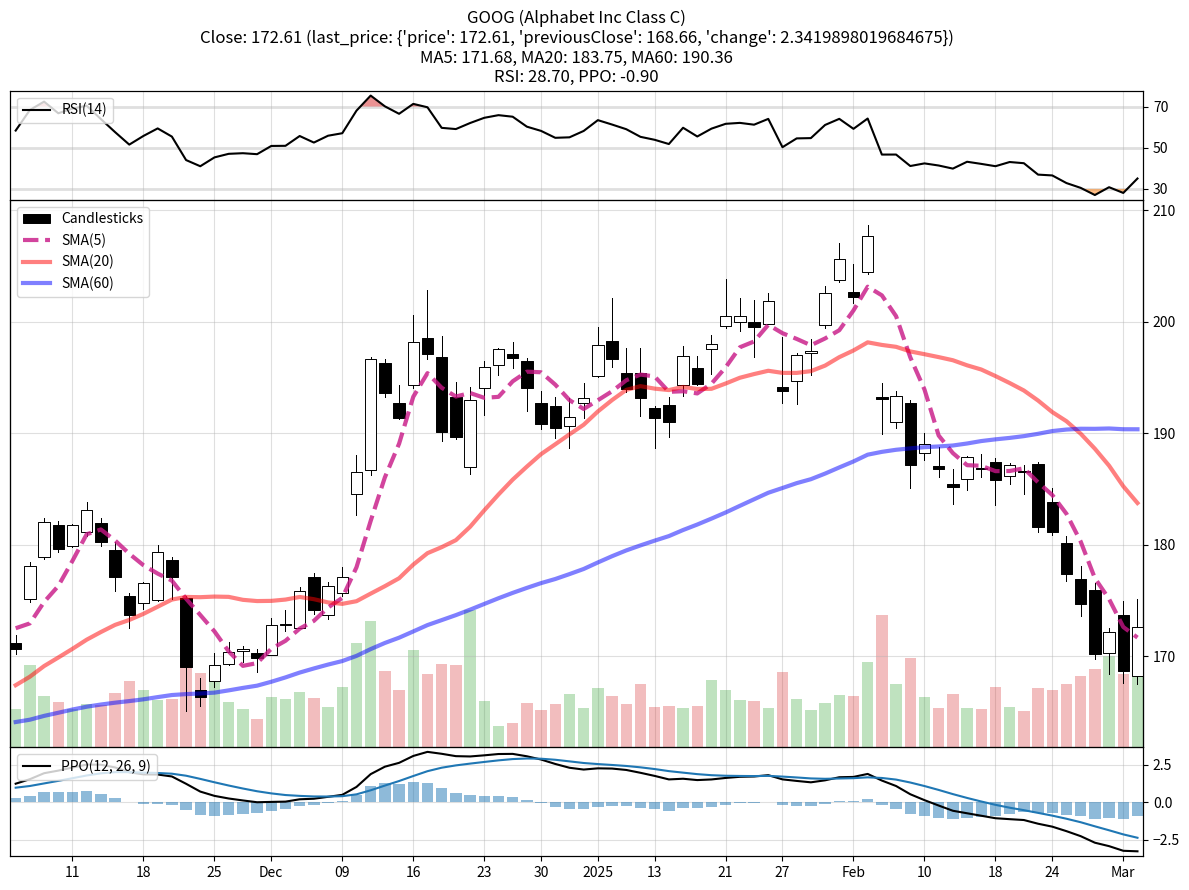 GOOG (Alphabet Inc Class C)
Close: 172.61 (last_price: {'price': 172.61, 'previousClose': 168.66, 'change': 2.3419898019684675})
MA5: 171.68, MA20: 183.75, MA60: 190.36
RSI: 28.70, PPO: -0.90
RSI(14)
70
50
30
Candlesticks
SMA(5)
SMA(20)
SMA(60)
210
200
190
180
170
PPO(12, 26, 9)
2.5
0.0
−2.5
11 18 25 Dec 09 16 23 30 2025 13 21 27 Feb 10 18 24 Mar